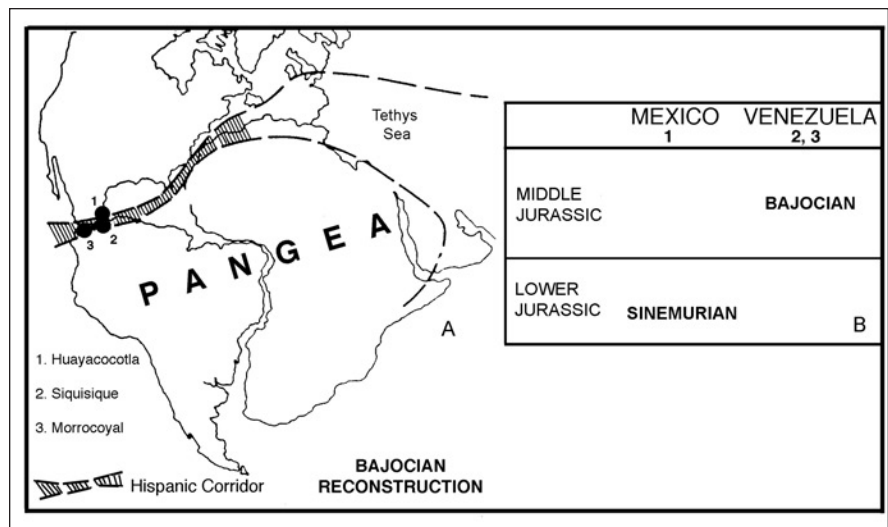 Tethys
Sea
PANGEA
1
2
3
A
1. Huayacocotla
2. Siquisique
3. Morrocoyal
Hispanic Corridor
BAJOCIAN
RECONSTRUCTION
MEXICO VENEZUELA
1 2, 3
MIDDLE
JURASSIC
BAJOCIAN
LOWER
JURASSIC
SINEMURIAN
B